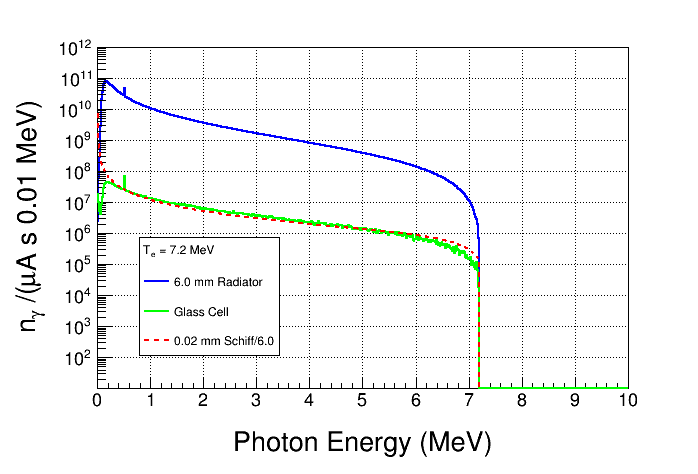 n_γ /(μA s 0.01 MeV)
10^12
10^11
10^10
10^9
10^8
10^7
10^6
10^5
10^4
10^3
10^2
T_e = 7.2 MeV
6.0 mm Radiator
Glass Cell
0.02 mm Schiff/6.0
0 1 2 3 4 5 6 7 8 9 10
Photon Energy (MeV)